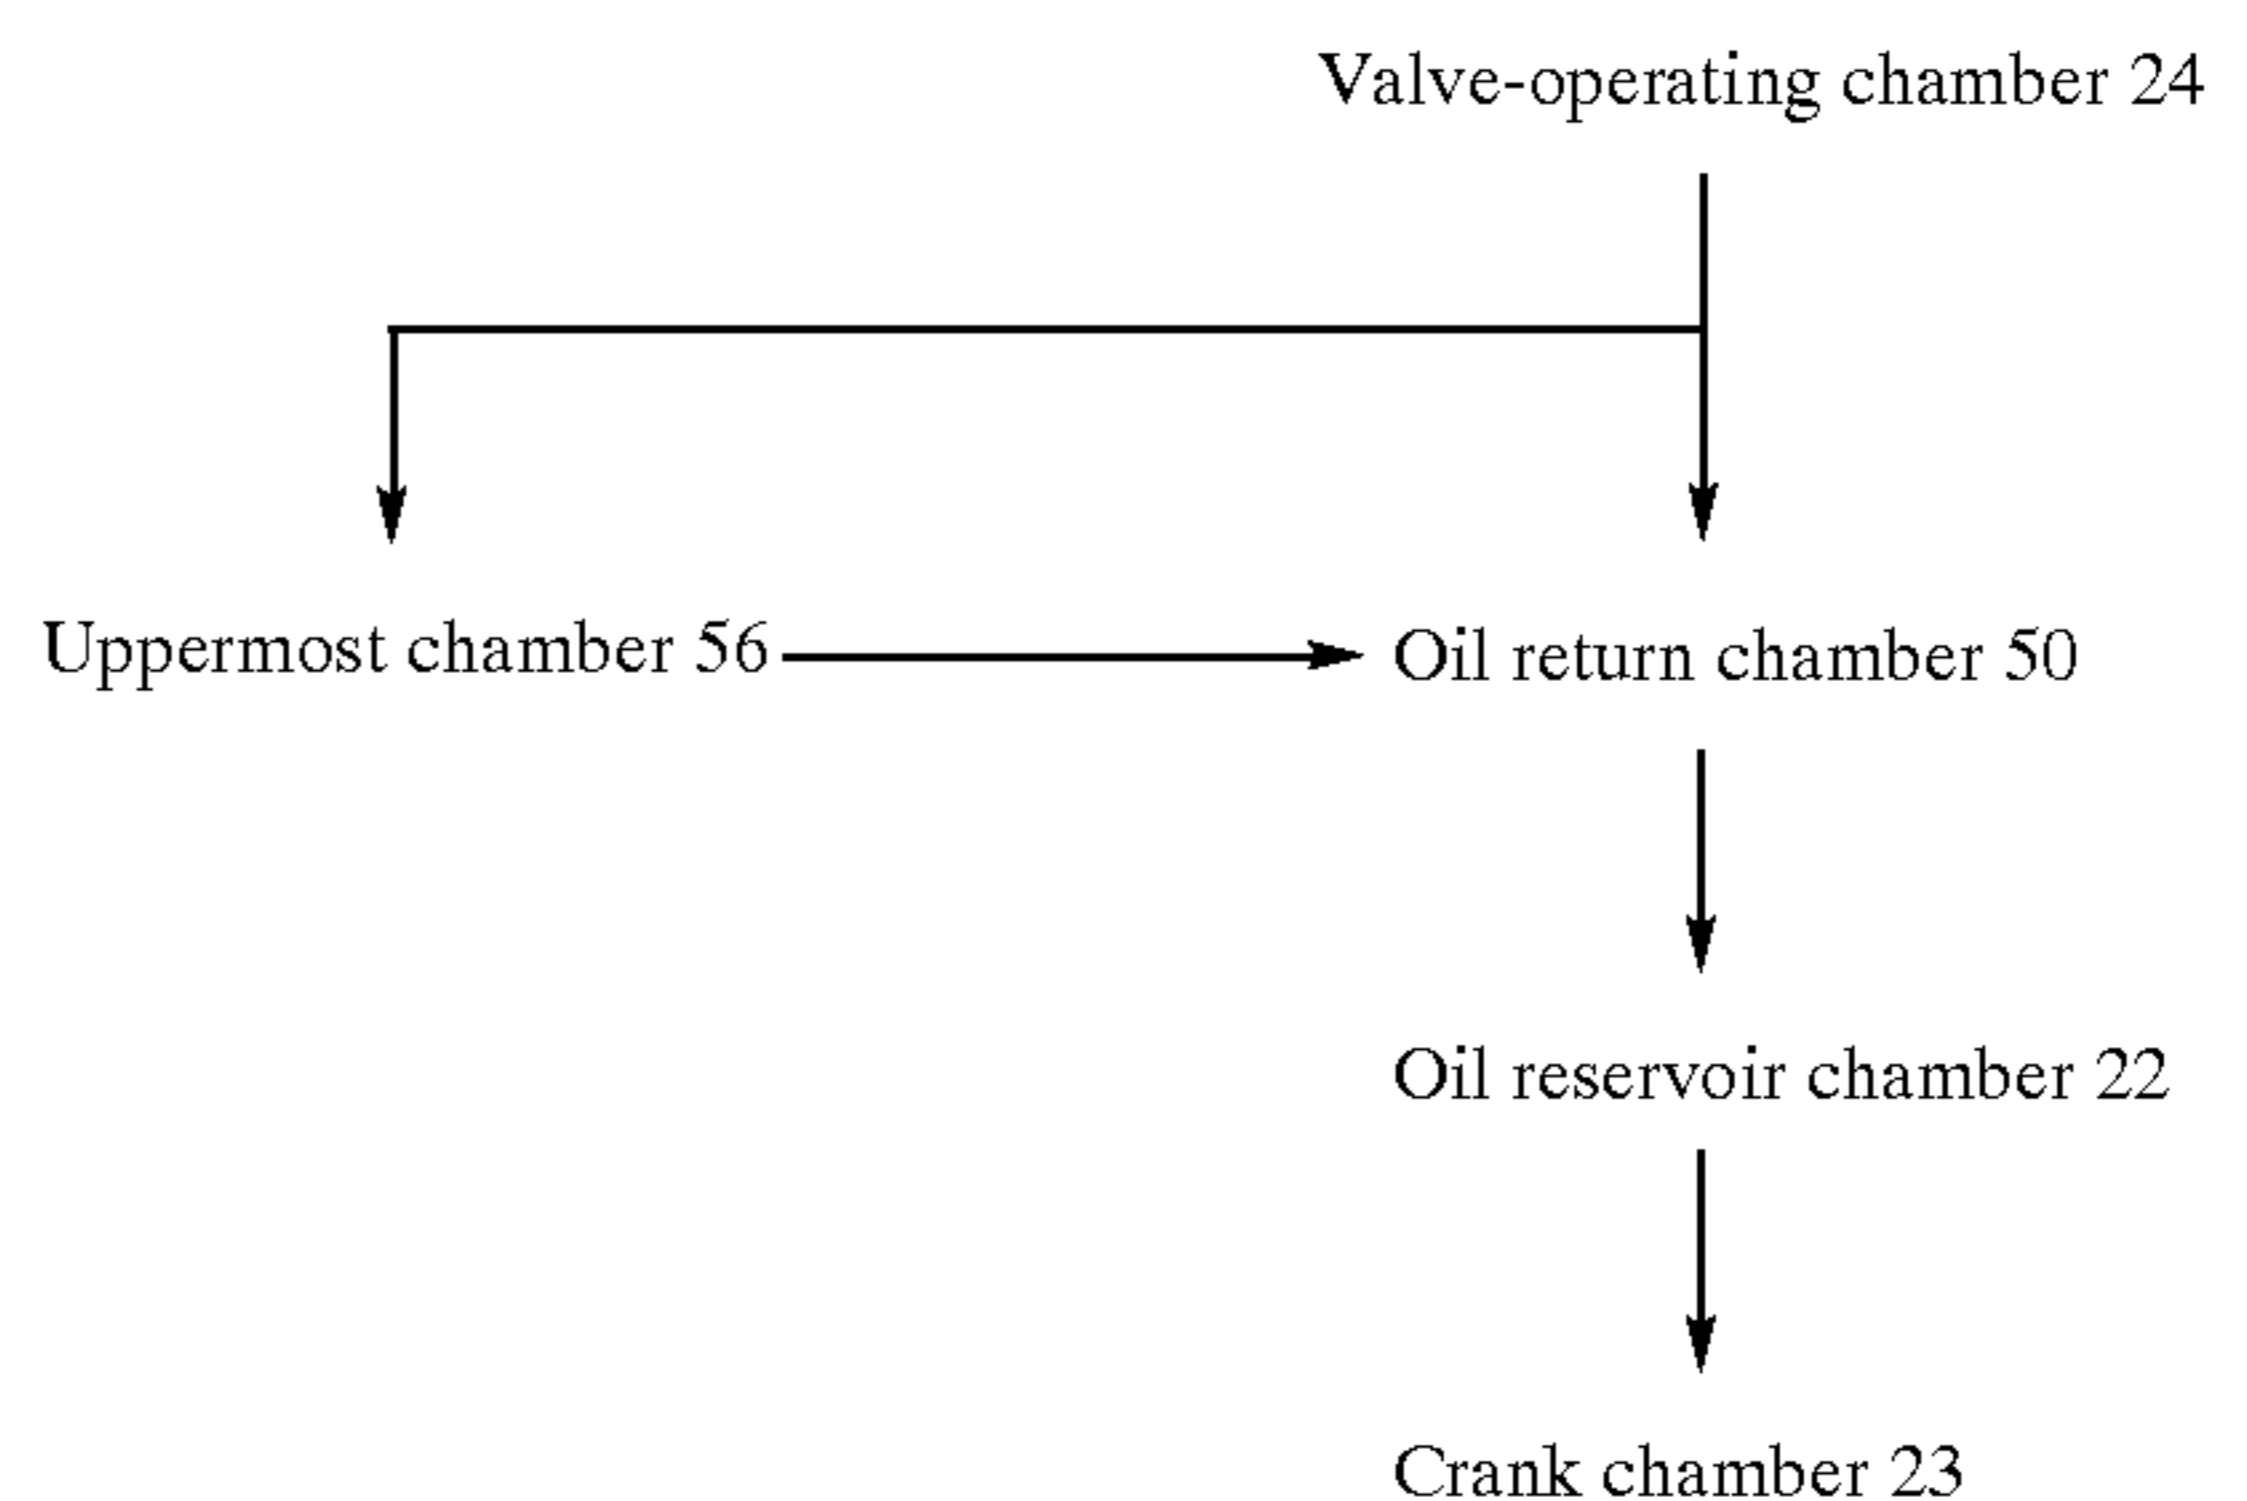 Valve-operating chamber 24
Uppermost chamber 56
Oil return chamber 50
Oil reservoir chamber 22
Crank chamber 23